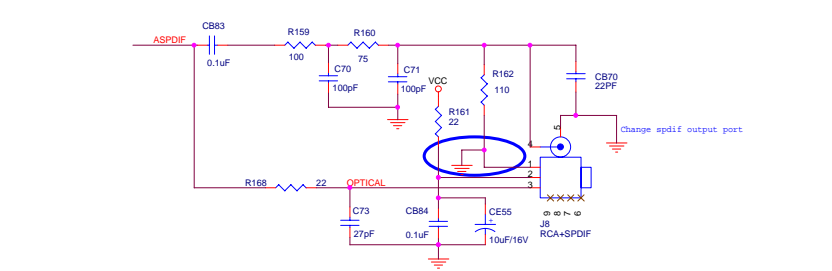 CB83
ASPDIF
0.1uF
R159
100
R160
75
C70
100pF
C71
100pF
VCC
R161
22
R162
110
CB70
22PF
5
Change spdif output port
4
1
2
3
R168
22
OPTICAL
C73
27pF
CB84
0.1uF
CE55
+
10uF/16V
9 8 7 6
J8
RCA+SPDIF